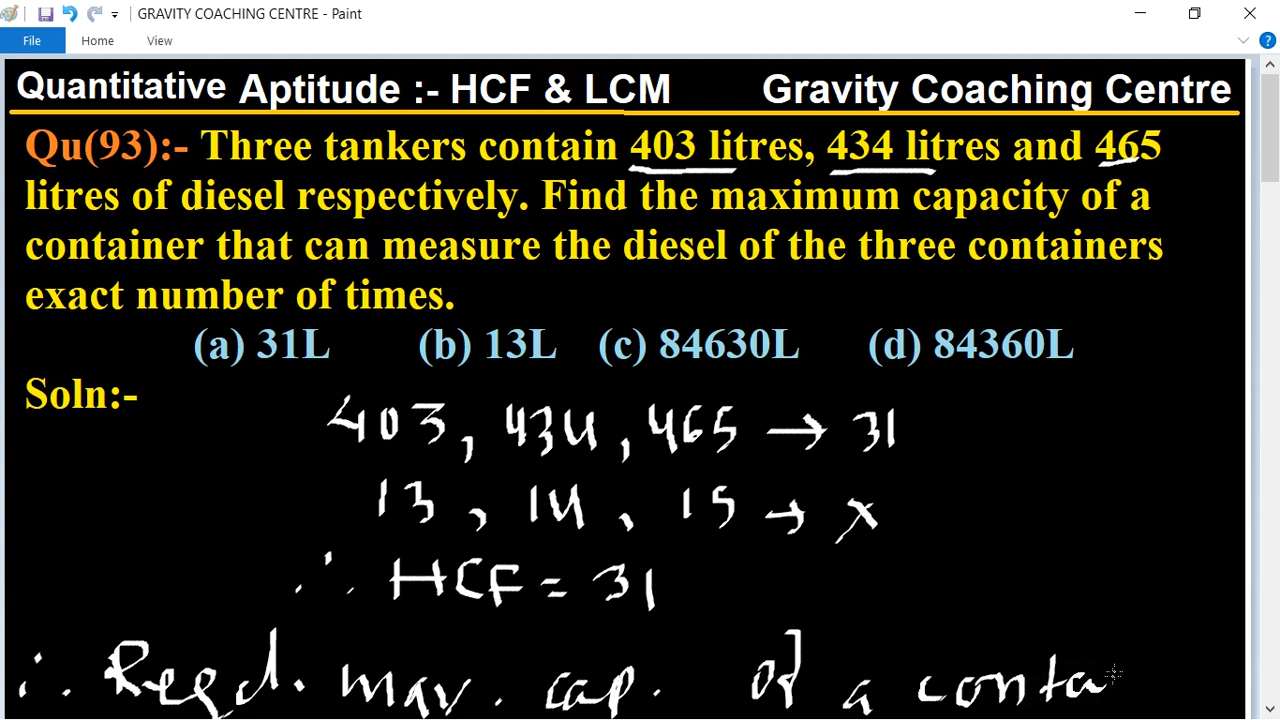 GRAVITY COACHING CENTRE - Paint
File Home View
Quantitative Aptitude :- HCF & LCM Gravity Coaching Centre
Qu(93):- Three tankers contain 403 litres, 434 litres and 465
litres of diesel respectively. Find the maximum capacity of a
container that can measure the diesel of the three containers
exact number of times.
(a) 31L (b) 13L (c) 84630L (d) 84360L
Soln:-
403, 434, 465 → 31
13, 14, 15 → x
∴ HCF = 31
∴ Reqd. max. cap. of a conta